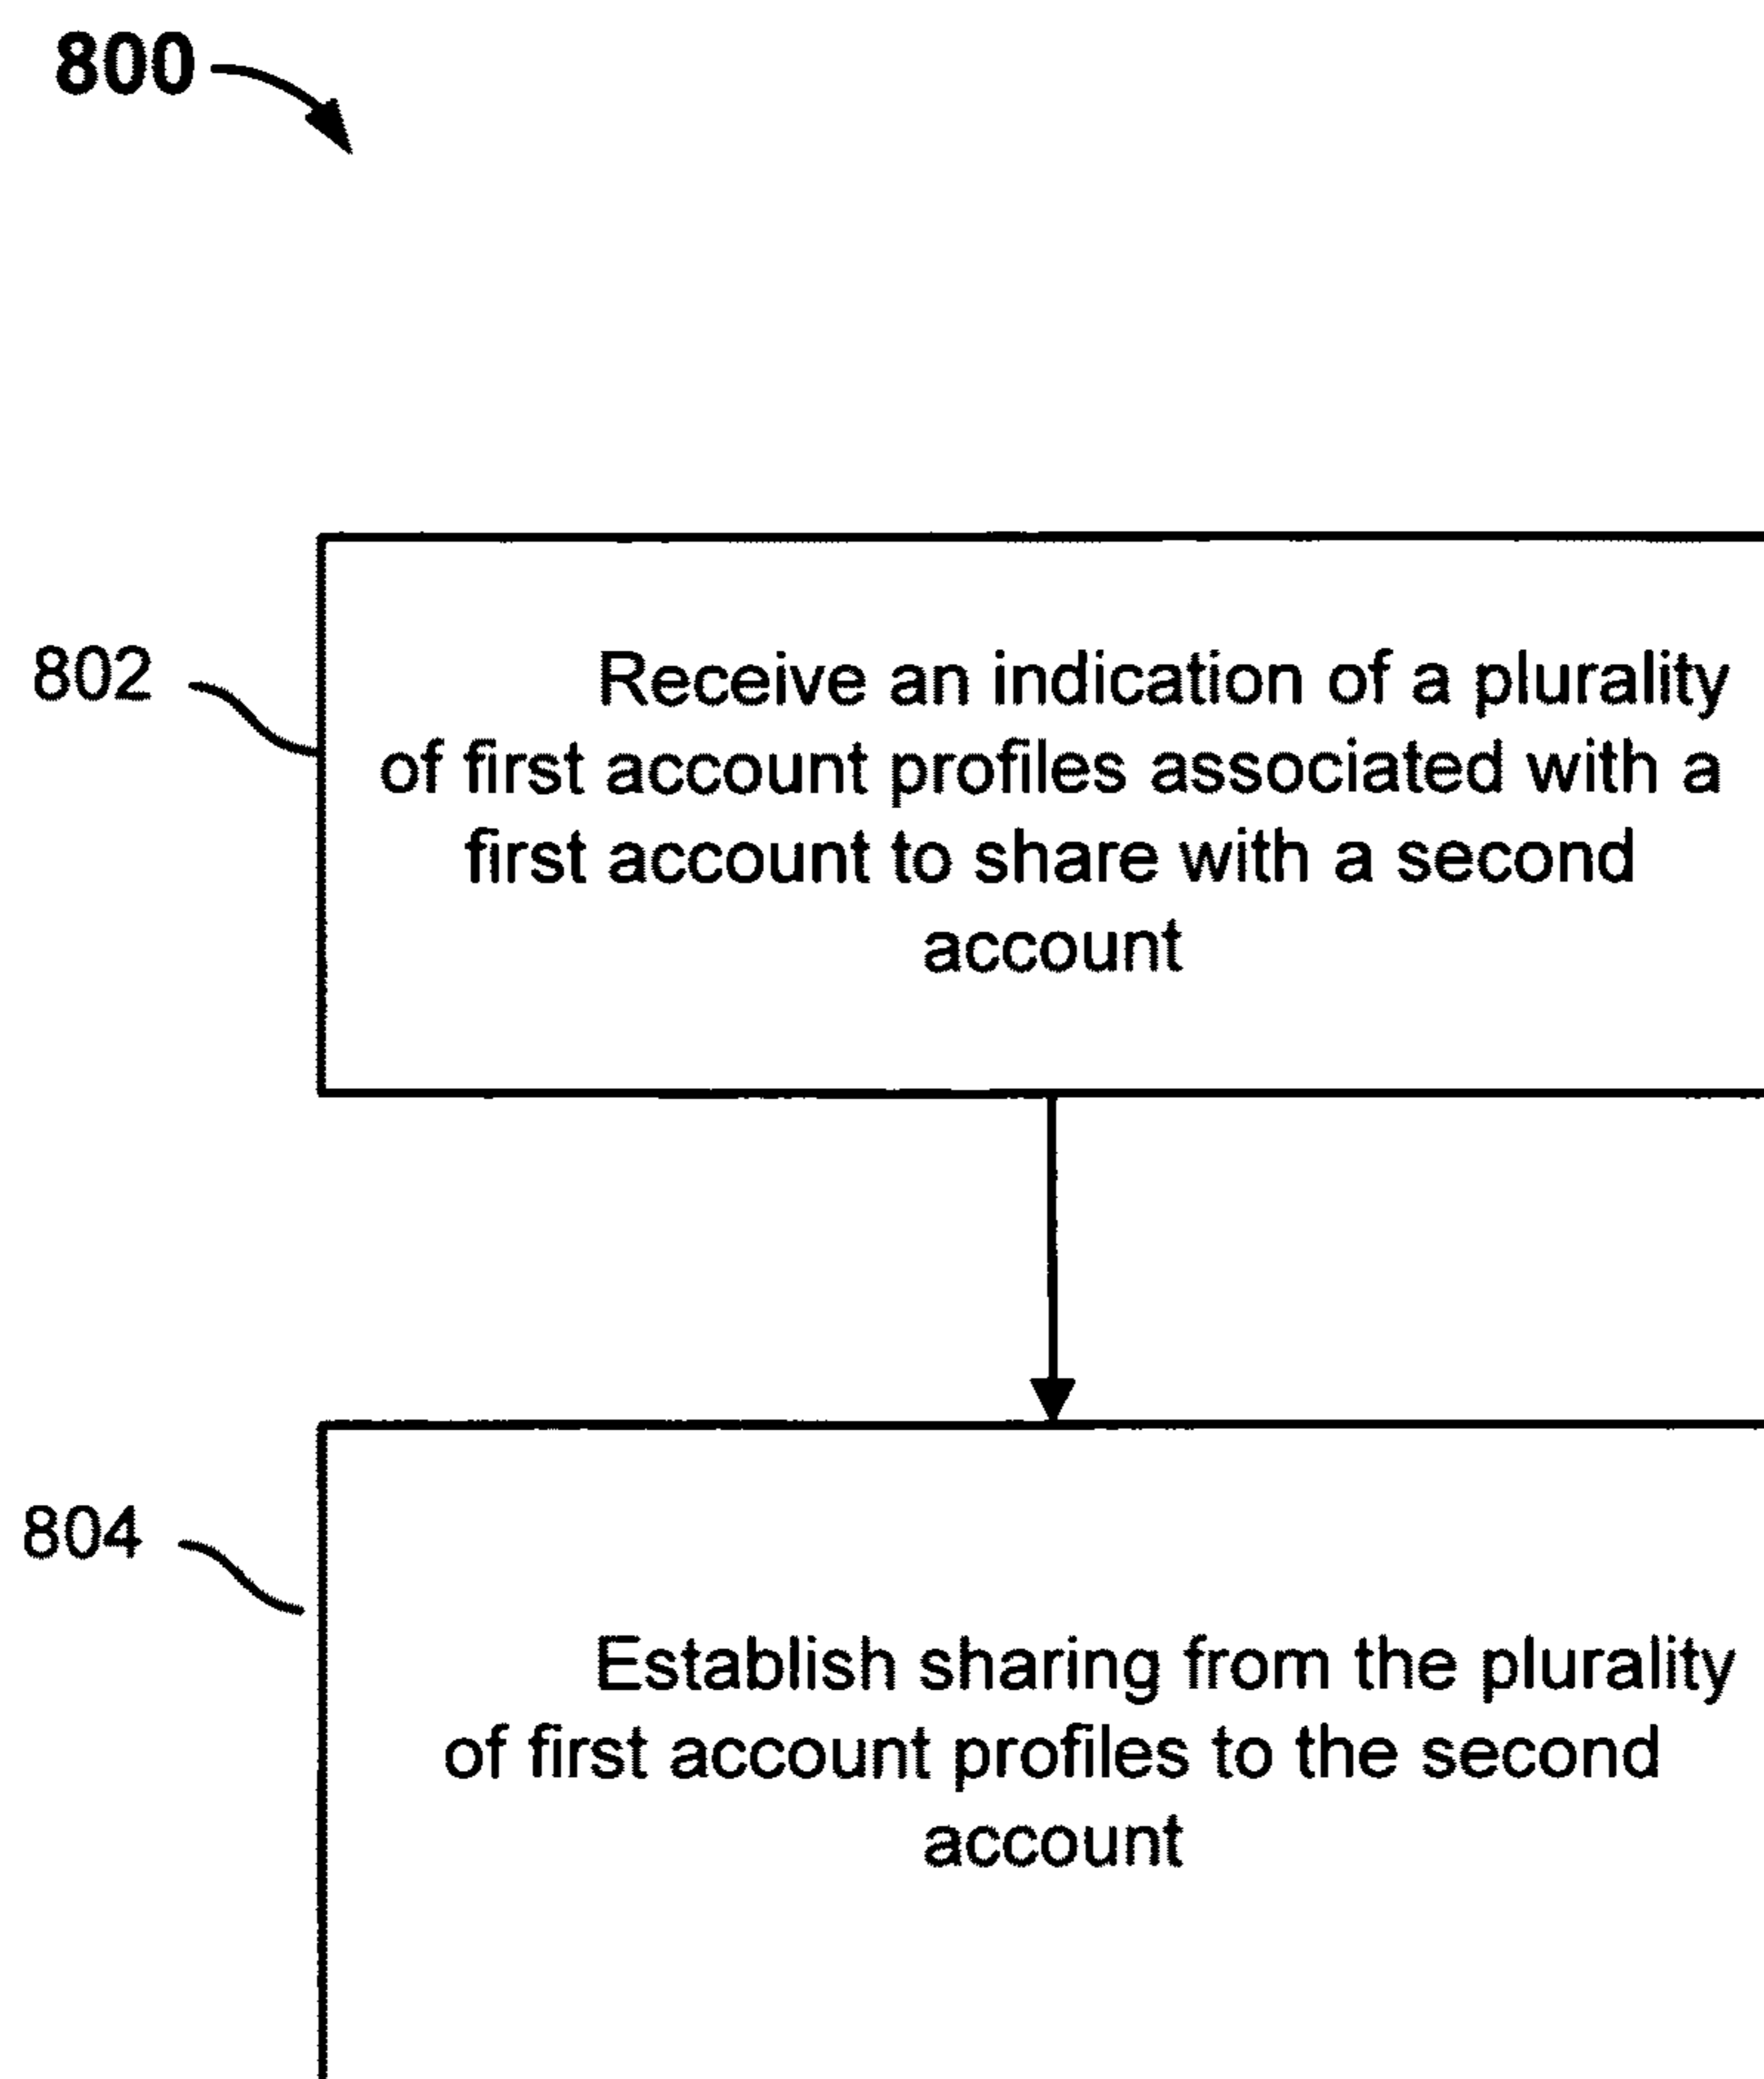 800
802
Receive an indication of a plurality
of first account profiles associated with a
first account to share with a second
account
804
Establish sharing from the plurality
of first account profiles to the second
account